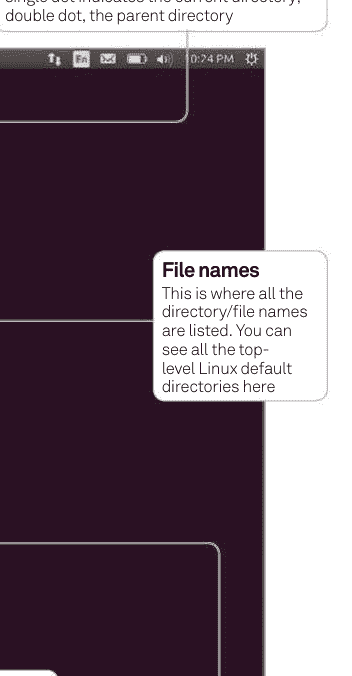 single dot indicates the current directory,
double dot, the parent directory
En
0:24 PM
File names
This is where all the
directory/file names
are listed. You can
see all the top-
level Linux default
directories here